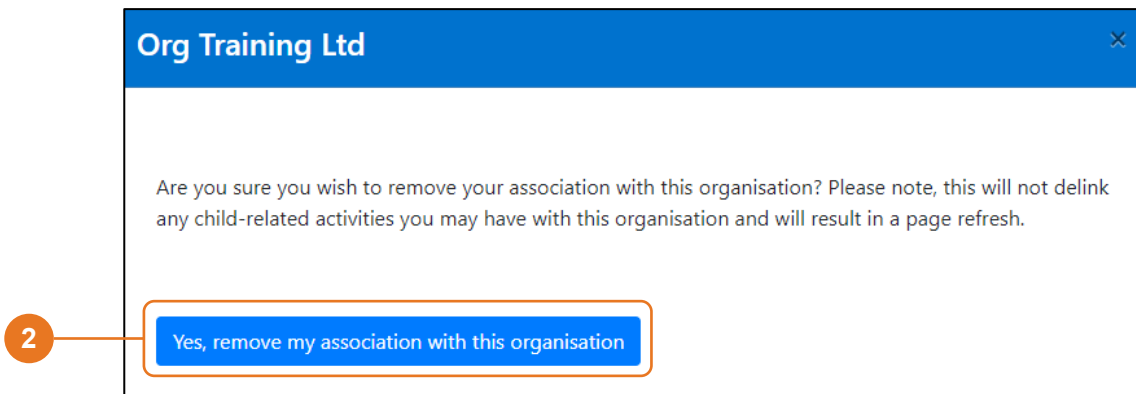 Org Training Ltd ×
Are you sure you wish to remove your association with this organisation? Please note, this will not delink
any child-related activities you may have with this organisation and will result in a page refresh.
2
Yes, remove my association with this organisation